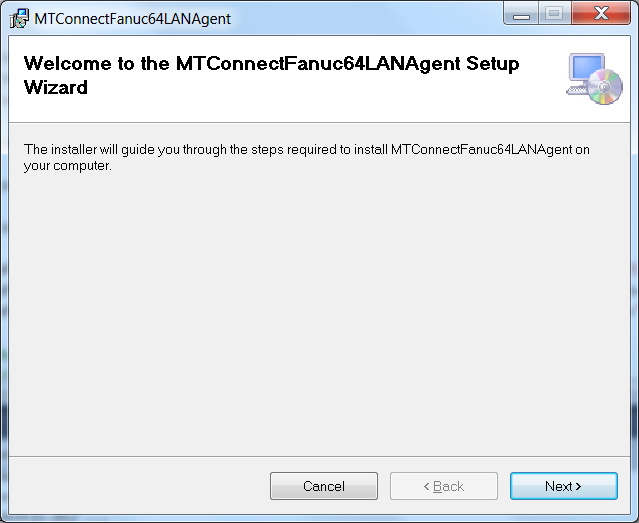 MTConnectFanuc64LANAgent
Welcome to the MTConnectFanuc64LANAgent Setup
Wizard
The installer will guide you through the steps required to install MTConnectFanuc64LANAgent on
your computer.
Cancel
< Back
Next >